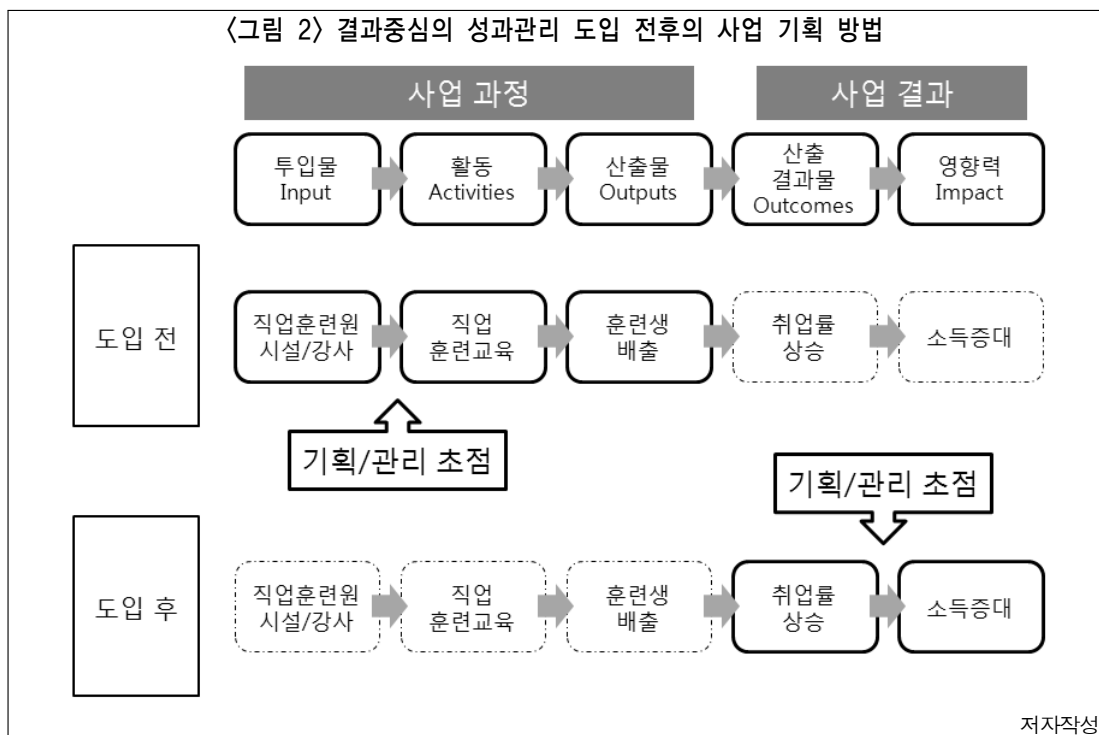 <그림 2> 결과중심의 성과관리 도입 전후의 사업 기획 방법
사업 과정
사업 결과
투입물
Input
활동
Activities
산출물
Outputs
산출
결과물
Outcomes
영향력
Impact
도입 전
직업훈련원
시설/강사
직업
훈련교육
훈련생
배출
취업률
상승
소득증대
기획/관리 초점
기획/관리 초점
도입 후
직업훈련원
시설/강사
직업
훈련교육
훈련생
배출
취업률
상승
소득증대
저자작성